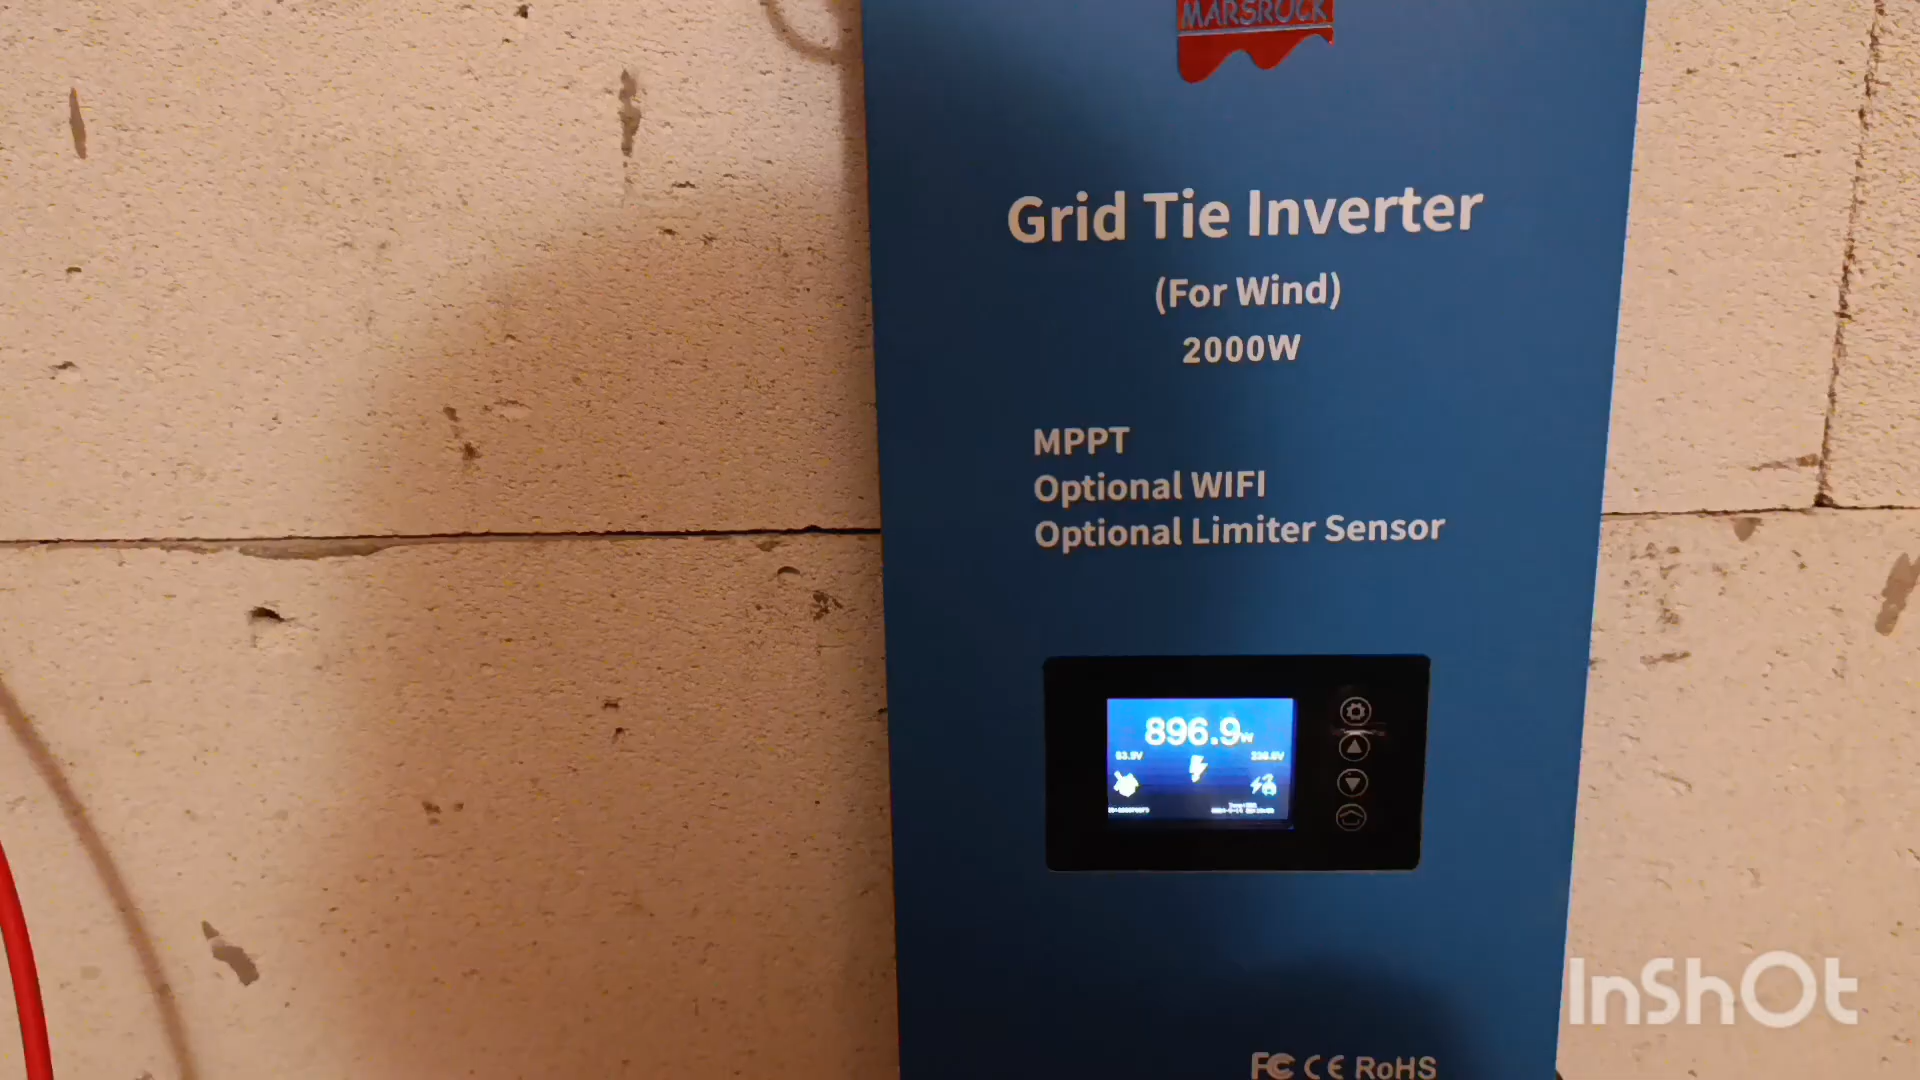 MARSROCK
Grid Tie Inverter
(For Wind)
2000W
MPPT
Optional WIFI
Optional Limiter Sensor
896.9W
FC CE RoHS
InShOt